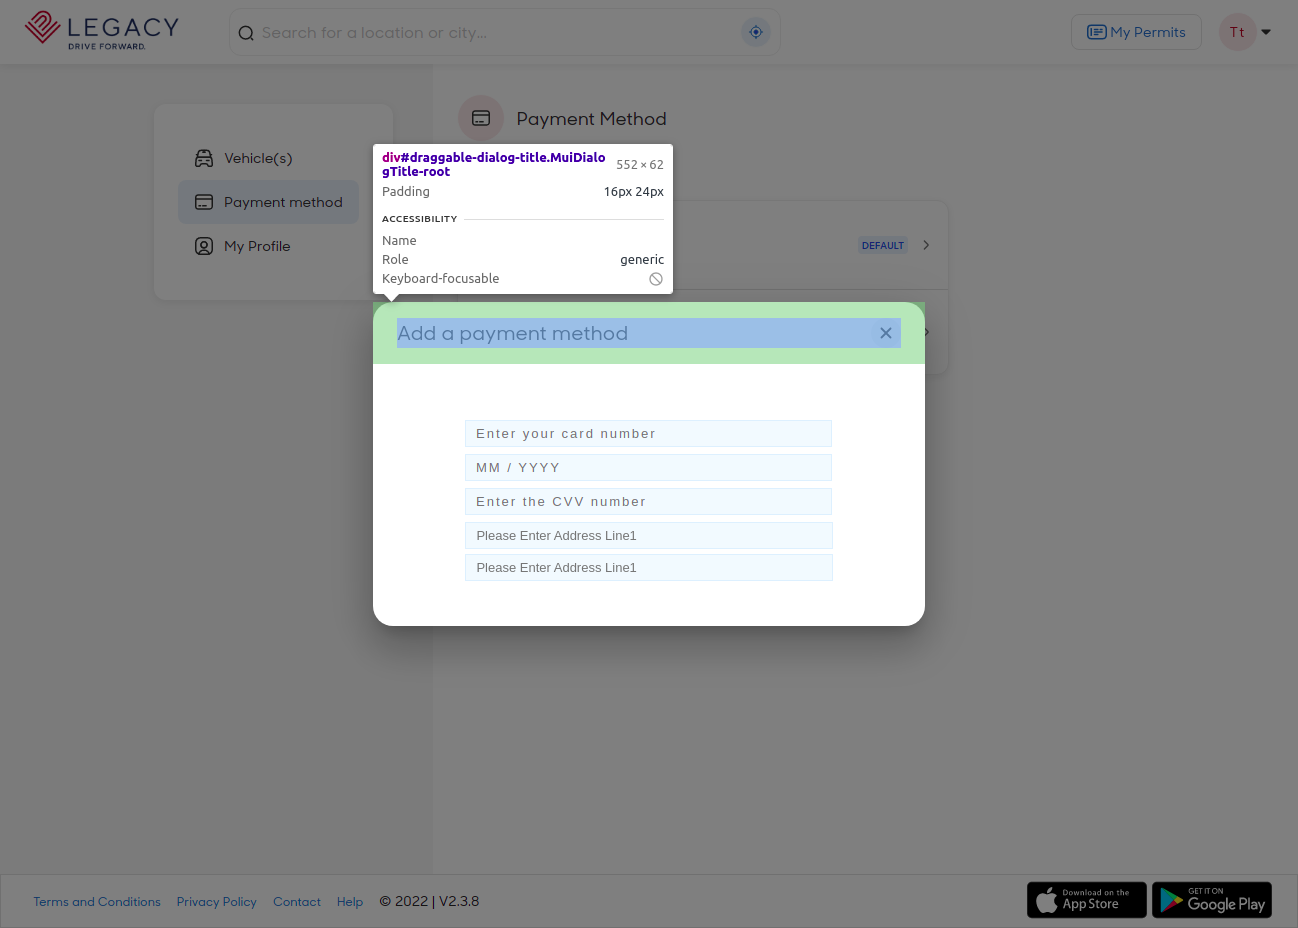 LEGACY
DRIVE FORWARD.
Search for a location or city...
My Permits
Tt
Vehicle(s)
Payment method
My Profile
Payment Method
div#draggable-dialog-title.MuiDialo
gTitle-root
552 × 62
Padding
16px 24px
ACCESSIBILITY
Name
Role
generic
Keyboard-focusable
DEFAULT
Add a payment method
Enter your card number
MM / YYYY
Enter the CVV number
Please Enter Address Line1
Please Enter Address Line1
Terms and Conditions
Privacy Policy
Contact
Help
© 2022 | V2.3.8
Download on the
App Store
GET IT ON
Google Play